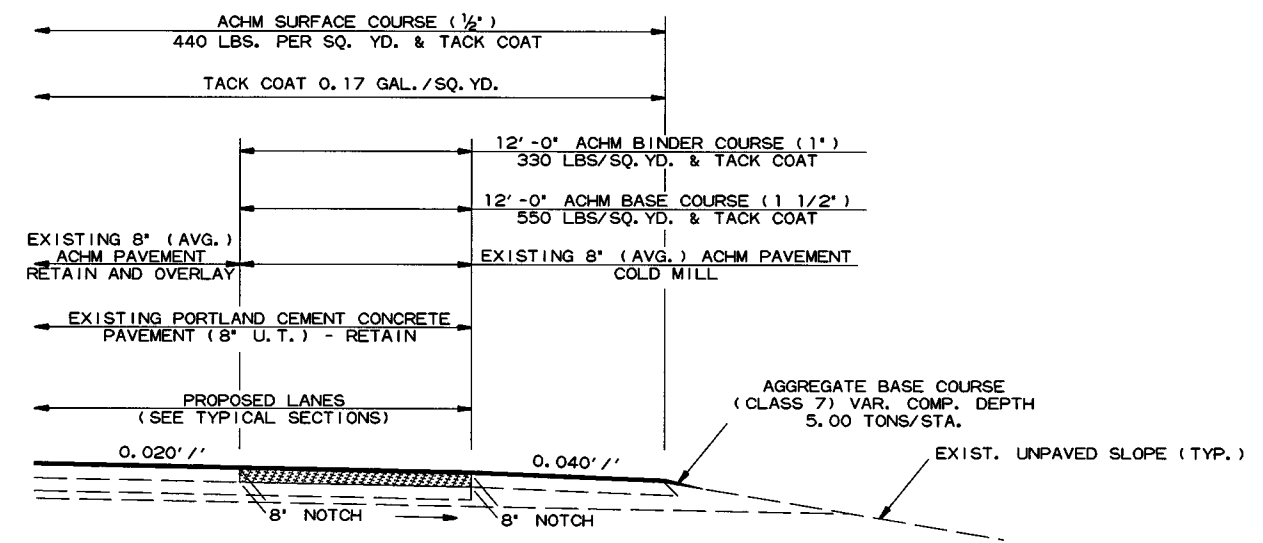 ACHM SURFACE COURSE (½")
440 LBS. PER SQ. YD. & TACK COAT
TACK COAT 0.17 GAL./SQ.YD.
12'-0" ACHM BINDER COURSE (1")
330 LBS/SQ.YD. & TACK COAT
12'-0" ACHM BASE COURSE (1 1/2")
550 LBS/SQ.YD. & TACK COAT
EXISTING 8" (AVG.)
ACHM PAVEMENT
RETAIN AND OVERLAY
EXISTING 8" (AVG.) ACHM PAVEMENT
COLD MILL
EXISTING PORTLAND CEMENT CONCRETE
PAVEMENT (8" U.T.) - RETAIN
PROPOSED LANES
(SEE TYPICAL SECTIONS)
AGGREGATE BASE COURSE
(CLASS 7) VAR. COMP. DEPTH
5.00 TONS/STA.
0.020'/'
0.040'/'
EXIST. UNPAVED SLOPE (TYP.)
8" NOTCH
8" NOTCH